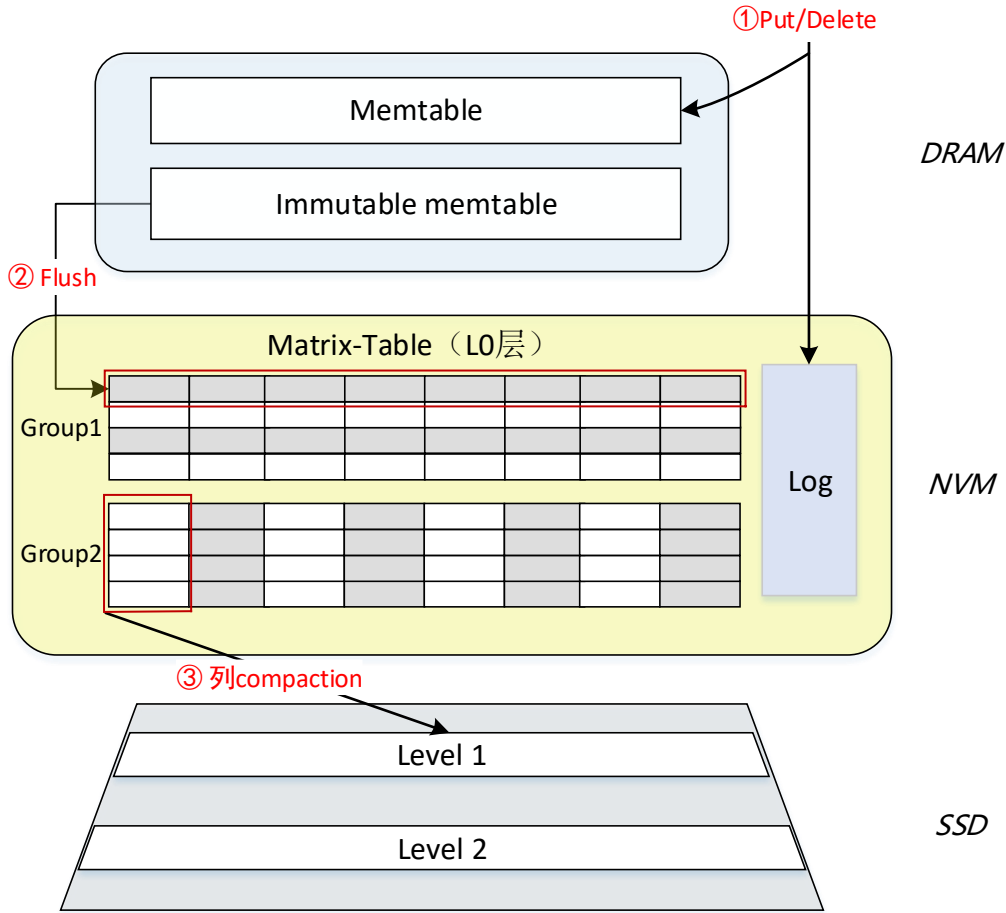 ①Put/Delete
Memtable
DRAM
Immutable memtable
② Flush
Matrix-Table（L0层）
Group1
Log
NVM
Group2
③ 列compaction
Level 1
SSD
Level 2